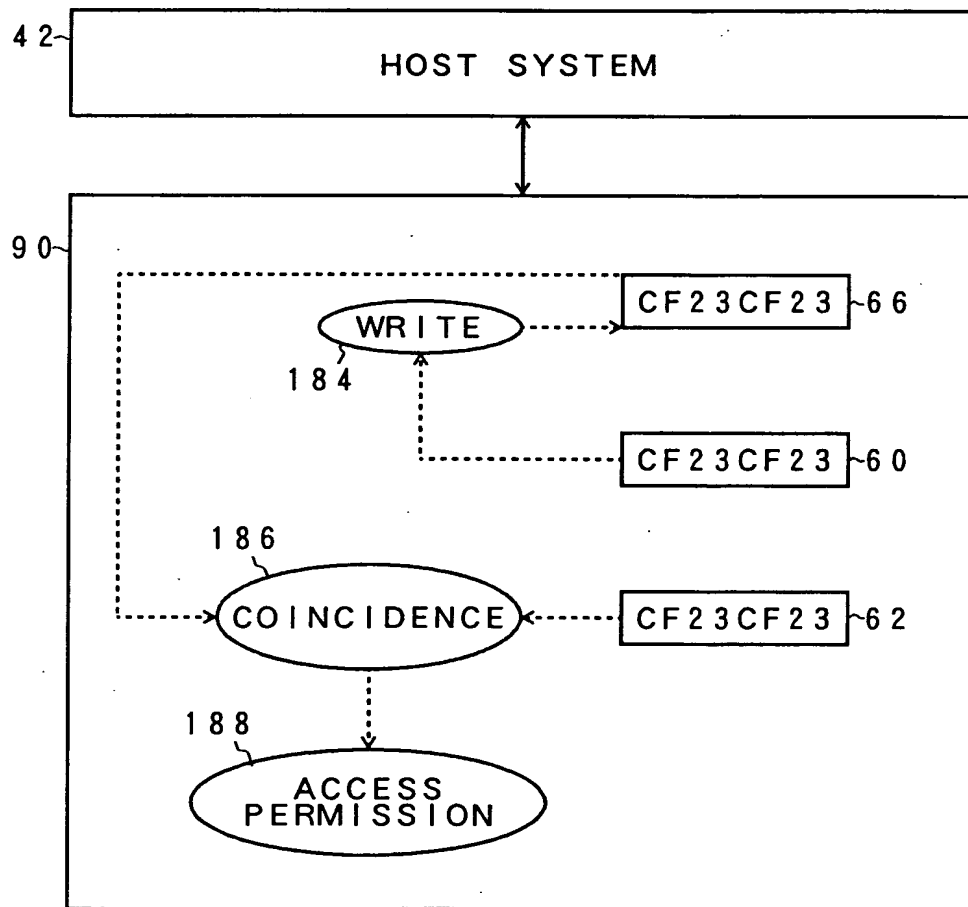 42
HOST SYSTEM
90
CF23CF23
66
WRITE
184
CF23CF23
60
186
COINCIDENCE
CF23CF23
62
188
ACCESS
PERMISSION